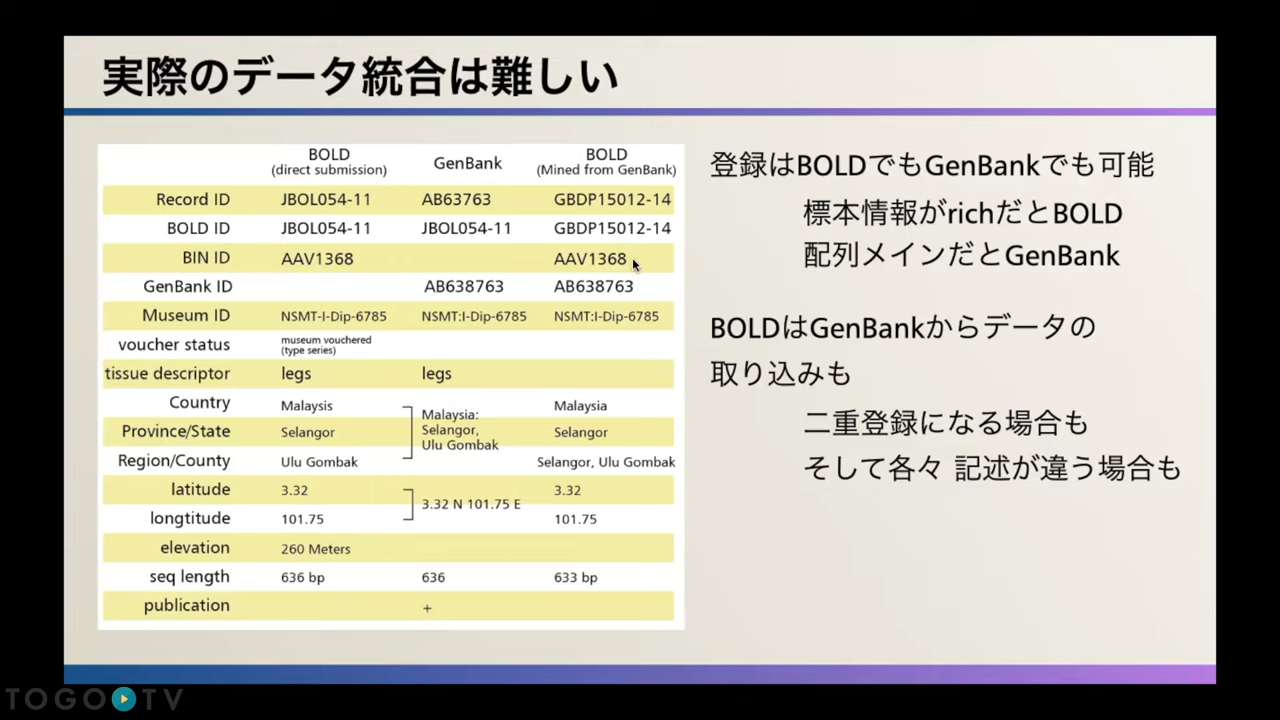 実際のデータ統合は難しい
BOLD GenBank BOLD
(direct submission) (Mined from GenBank)
Record ID JBOL054-11 AB63763 GBDP15012-14
BOLD ID JBOL054-11 JBOL054-11 GBDP15012-14
BIN ID AAV1368 AAV1368
GenBank ID AB638763 AB638763
Museum ID NSMT-I-Dip-6785 NSMT:I-Dip-6785 NSMT:I-Dip-6785
voucher status museum vouchered
(type series)
tissue descriptor legs legs
Country Malaysis Malaysia: Malaysia
Province/State Selangor Selangor, Selangor
Region/County Ulu Gombak Ulu Gombak Selangor, Ulu Gombak
latitude 3.32 3.32 N 101.75 E 3.32
longtitude 101.75 101.75
elevation 260 Meters
seq length 636 bp 636 633 bp
publication +
登録はBOLDでもGenBankでも可能
標本情報がrichだとBOLD
配列メインだとGenBank
BOLDはGenBankからデータの
取り込みも
二重登録になる場合も
そして各々 記述が違う場合も
TOGO TV